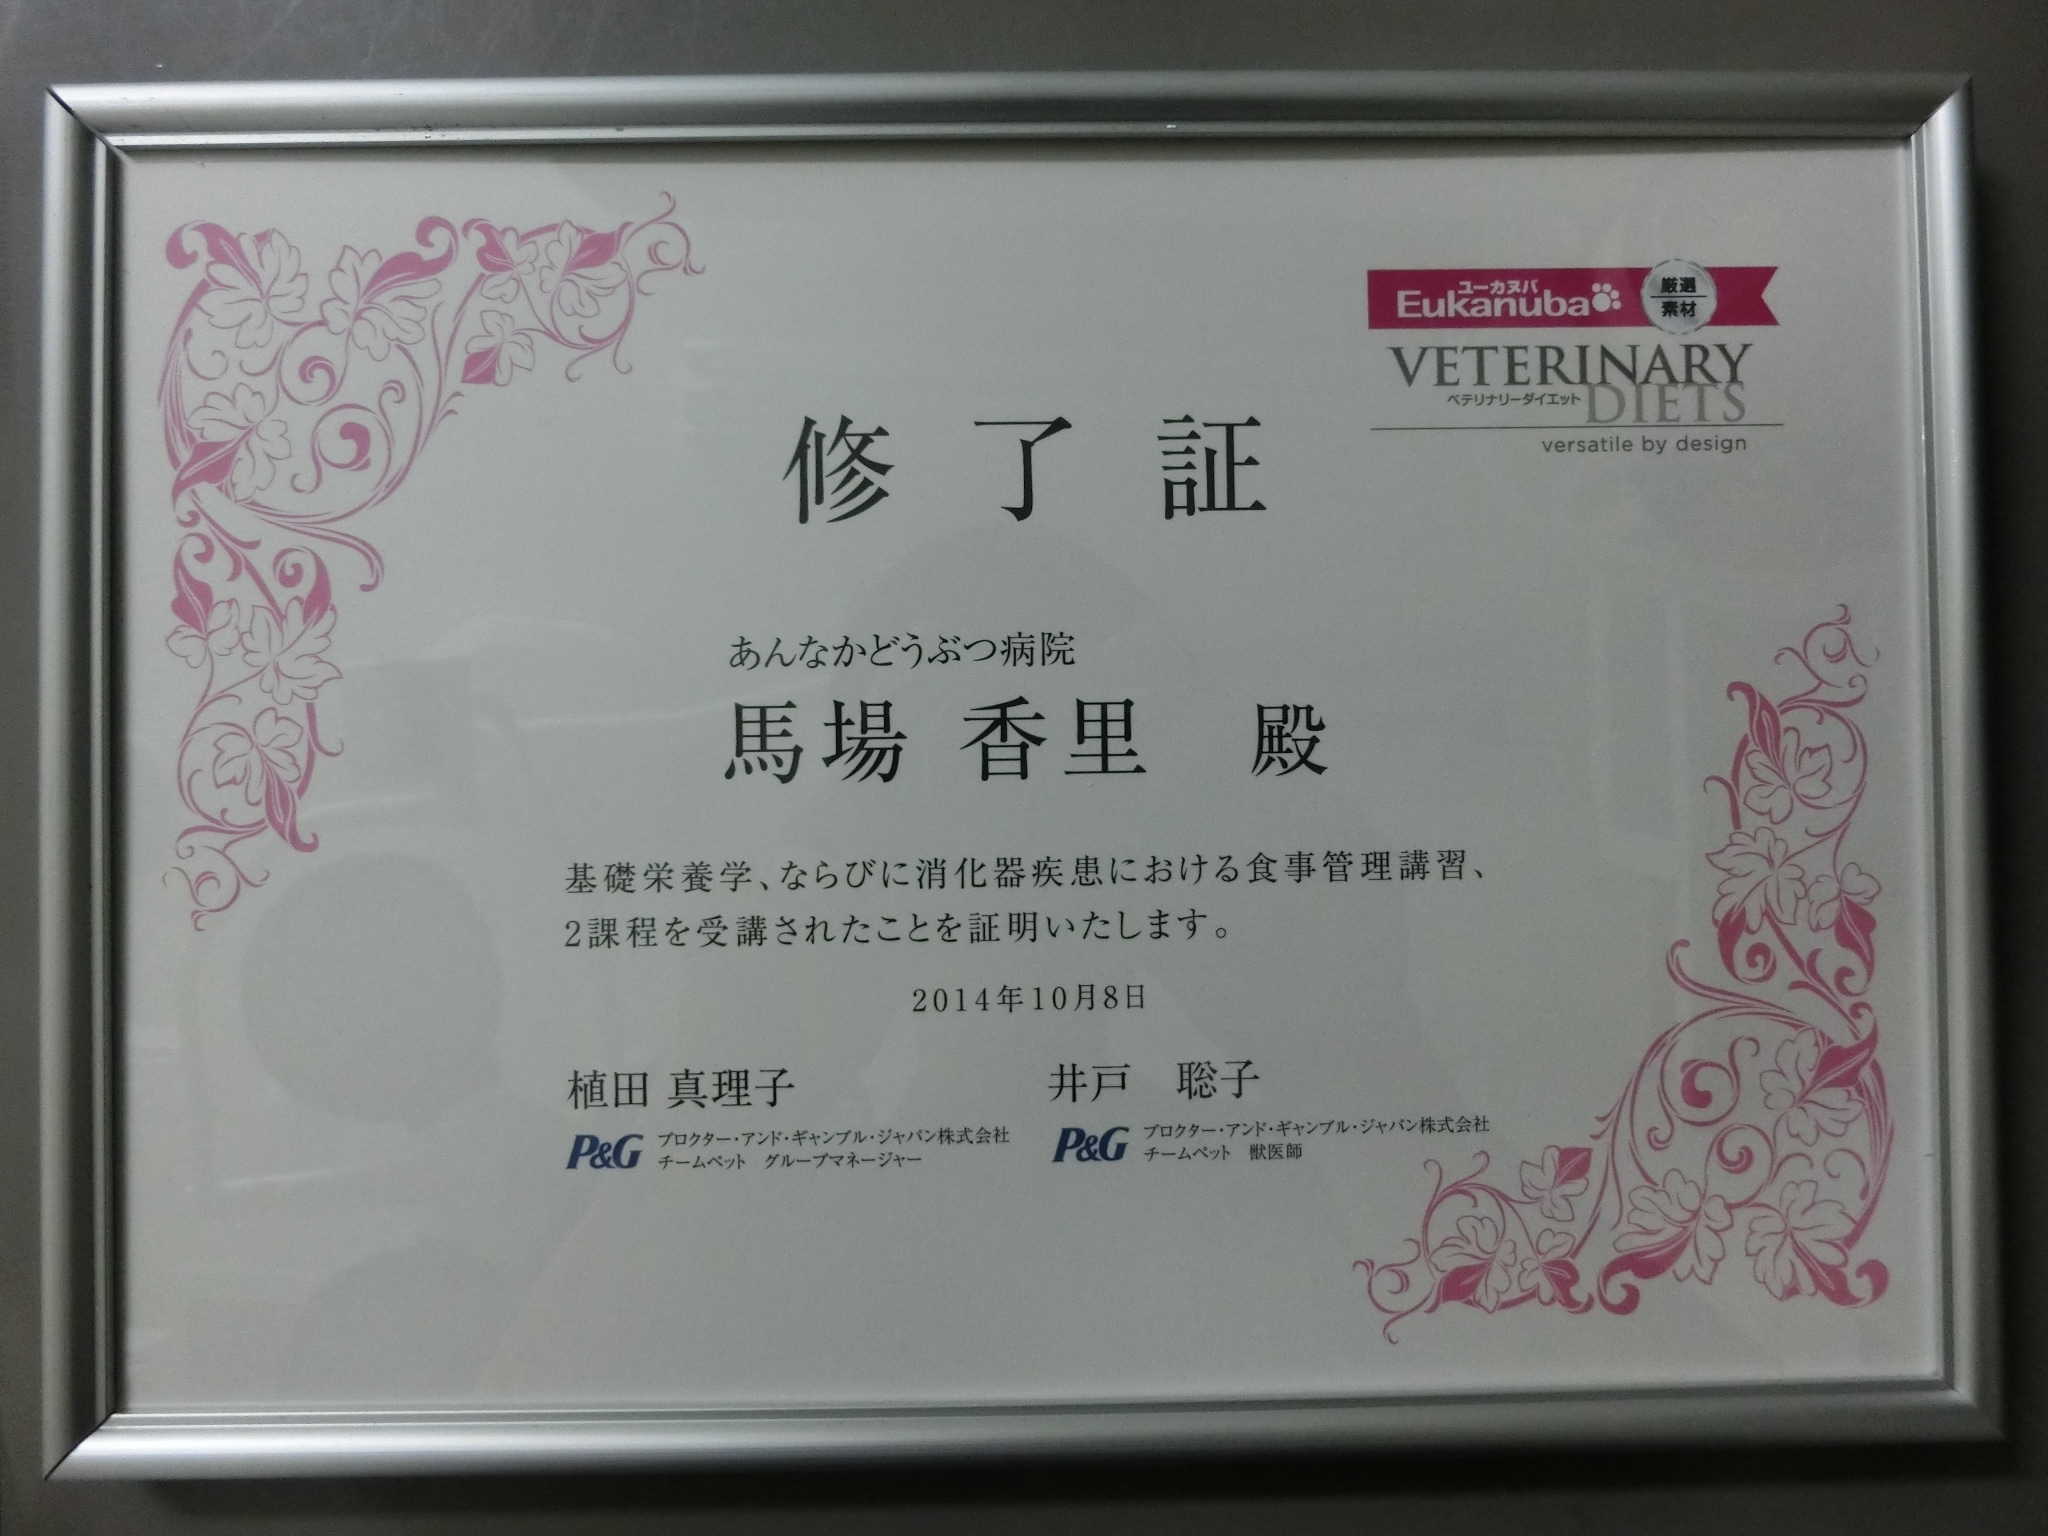 ユーカヌバ
Eukanuba
厳選
素材
VETERINARY
ベテリナリーダイエット DIETS
versatile by design
修了証
あんなかどうぶつ病院
馬場 香里 殿
基礎栄養学、ならびに消化器疾患における食事管理講習、
2課程を受講されたことを証明いたします。
2014年10月8日
植田 真理子
P&G プロクター・アンド・ギャンブル・ジャパン株式会社
チームペット グループマネージャー
井戸 聡子
P&G プロクター・アンド・ギャンブル・ジャパン株式会社
チームペット 獣医師